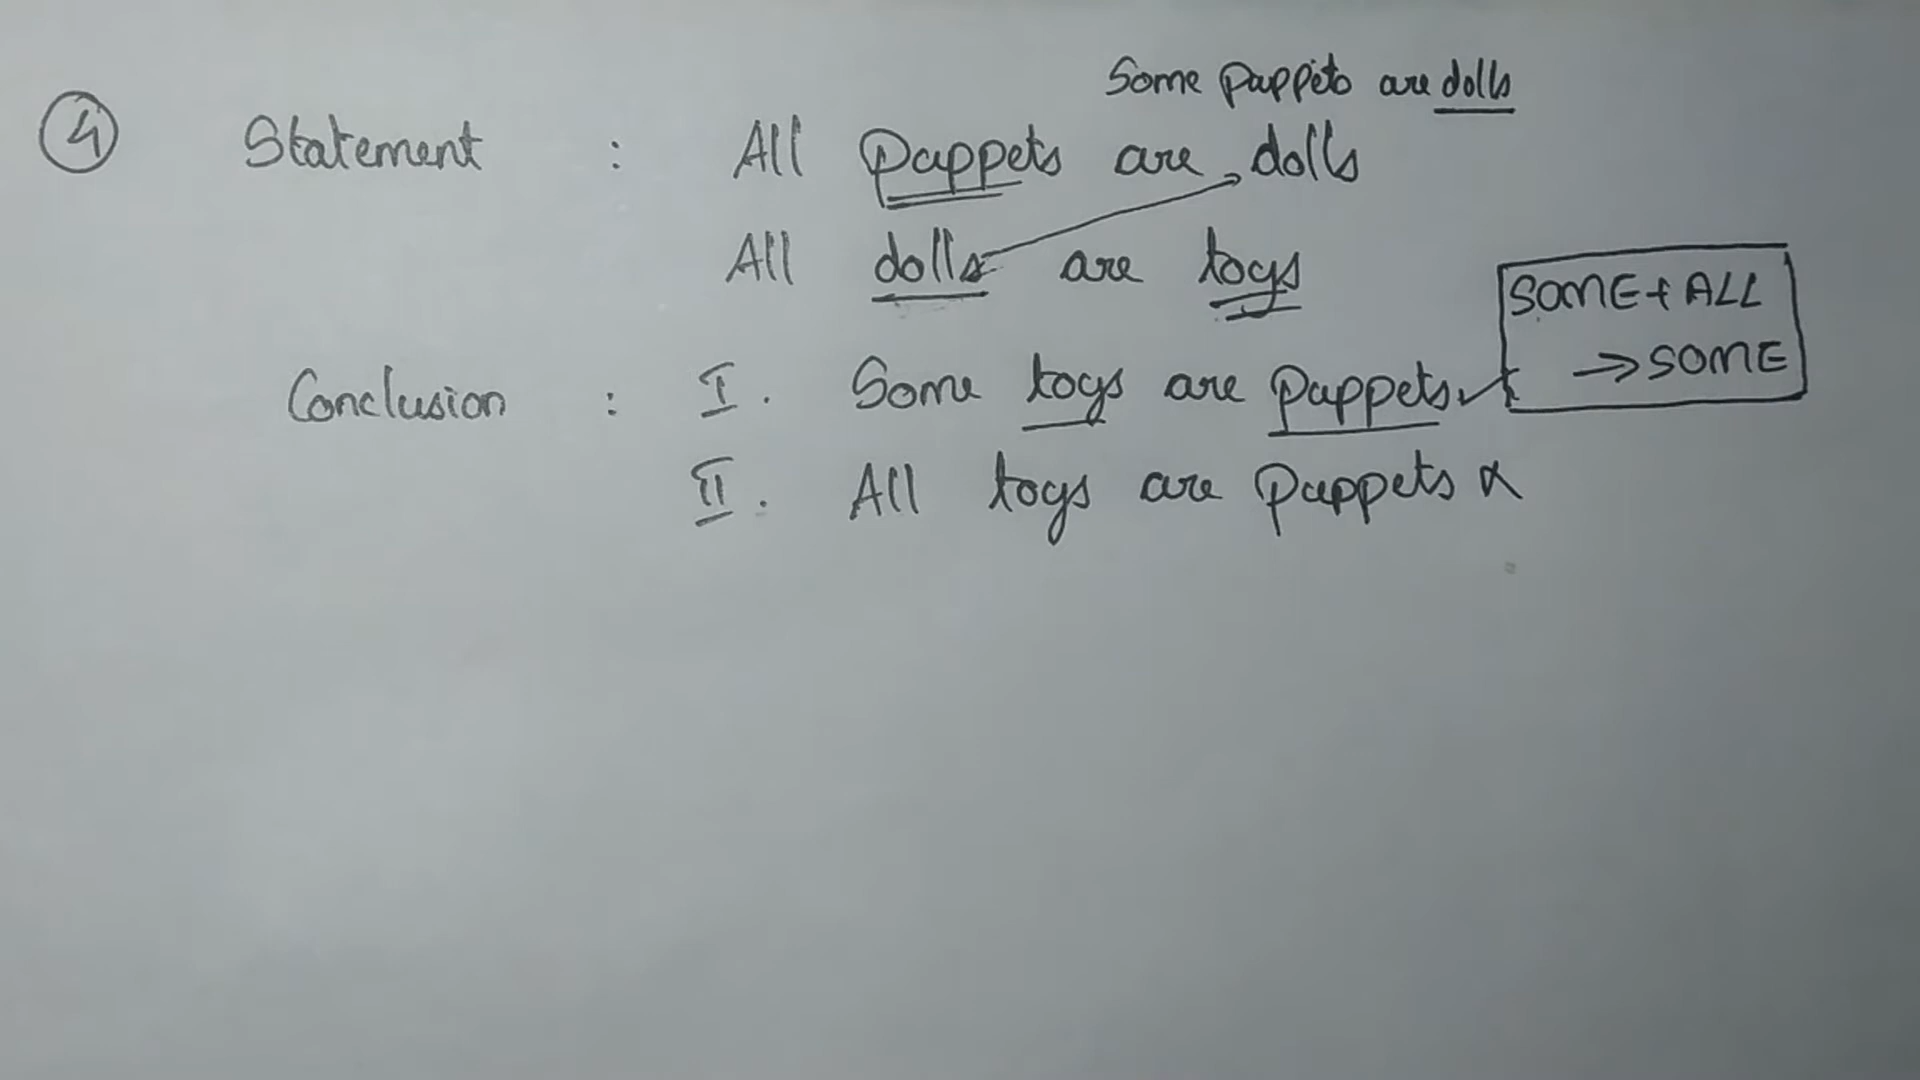 Some puppets are dolls
4 Statement : All puppets are dolls
All dolls are toys
SOME + ALL
→ SOME
Conclusion : I. Some toys are puppets ✓
II. All toys are puppets x